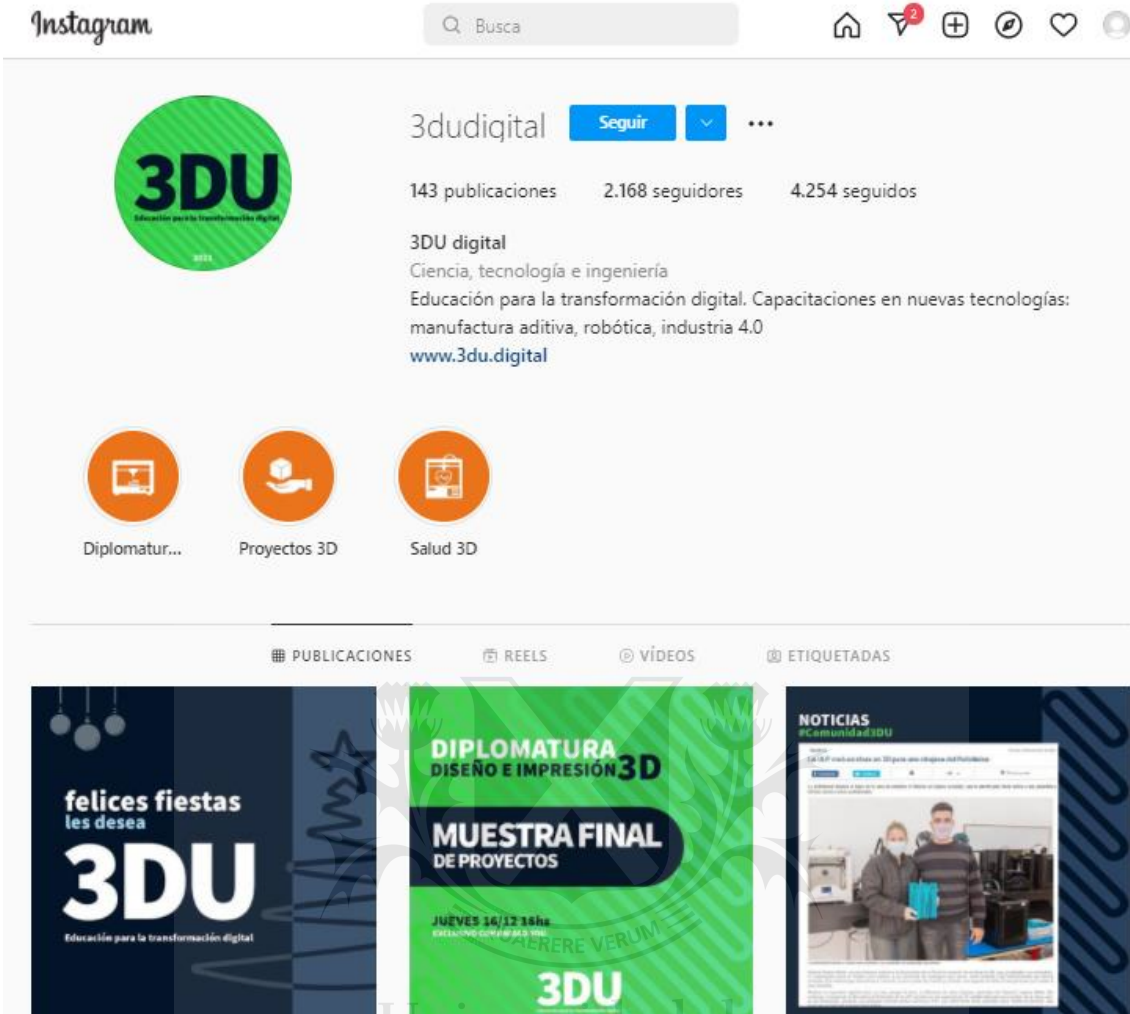 Instagram
Busca
2
3DU
Educación para la transformación digital
2021
3dudigital
Seguir
143 publicaciones 2.168 seguidores 4.254 seguidos
3DU digital
Ciencia, tecnología e ingeniería
Educación para la transformación digital. Capacitaciones en nuevas tecnologías:
manufactura aditiva, robótica, industria 4.0
www.3du.digital
Diplomatur... Proyectos 3D Salud 3D
PUBLICACIONES REELS VÍDEOS ETIQUETADAS
felices fiestas
les desea
3DU
Educación para la transformación digital
DIPLOMATURA
DISEÑO E IMPRESIÓN 3D
MUESTRA FINAL
DE PROYECTOS
JUEVES 16/12 16hs
3DU
NOTICIAS
#Comunidad3DU
QUAERERE VERUM